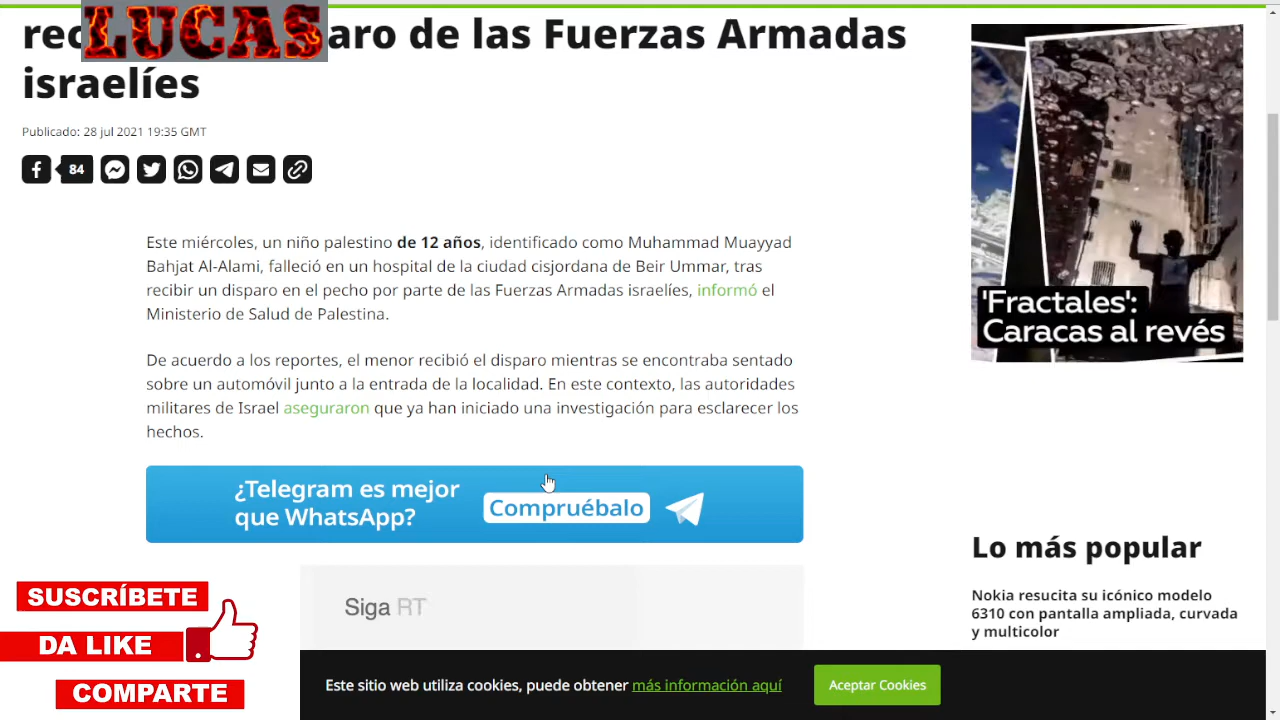 rec
LUCAS
aro de las Fuerzas Armadas
israelíes
Publicado: 28 jul 2021 19:35 GMT
84
Este miércoles, un niño palestino de 12 años, identificado como Muhammad Muayyad
Bahjat Al-Alami, falleció en un hospital de la ciudad cisjordana de Beir Ummar, tras
recibir un disparo en el pecho por parte de las Fuerzas Armadas israelíes, informó el
Ministerio de Salud de Palestina.
De acuerdo a los reportes, el menor recibió el disparo mientras se encontraba sentado
sobre un automóvil junto a la entrada de la localidad. En este contexto, las autoridades
militares de Israel aseguraron que ya han iniciado una investigación para esclarecer los
hechos.
¿Telegram es mejor
que WhatsApp?
Compruébalo
Siga RT
'Fractales':
Caracas al revés
Lo más popular
Nokia resucita su icónico modelo
6310 con pantalla ampliada, curvada
y multicolor
SUSCRÍBETE
DA LIKE
COMPARTE
Este sitio web utiliza cookies, puede obtener más información aquí
Aceptar Cookies